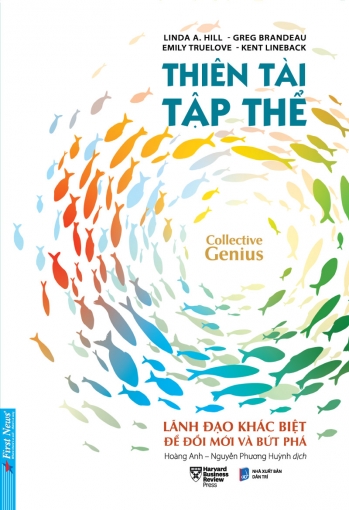 LINDA A. HILL - GREG BRANDEAU
EMILY TRUELOVE - KENT LINEBACK
THIÊN TÀI
TẬP THỂ
Collective
Genius
LÃNH ĐẠO KHÁC BIỆT
ĐỂ ĐỔI MỚI VÀ BỨT PHÁ
Hoàng Anh – Nguyễn Phương Huỳnh dịch
Harvard
Business
Review
Press
NHÀ XUẤT BẢN
DÂN TRÍ
First News